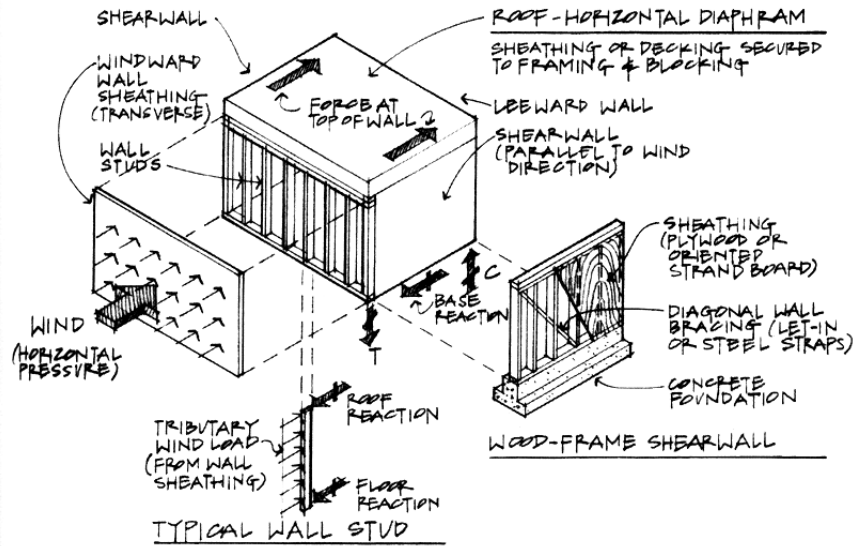 SHEARWALL
ROOF-HORIZONTAL DIAPHRAM
SHEATHING OR DECKING SECURED
TO FRAMING & BLOCKING
WINDWARD
WALL
SHEATHING
(TRANSVERSE)
FORCE AT
TOP OF WALL
LEEWARD WALL
SHEARWALL
(PARALLEL TO WIND
DIRECTION)
WALL
STUDS
SHEATHING
(PLYWOOD OR
ORIENTED
STRAND BOARD)
C
BASE
REACTION
T
WIND
(HORIZONTAL
PRESSURE)
DIAGONAL WALL
BRACING (LET-IN
OR STEEL STRAPS)
CONCRETE
FOUNDATION
WOOD-FRAME SHEARWALL
ROOF
REACTION
TRIBUTARY
WIND LOAD
(FROM WALL
SHEATHING)
FLOOR
REACTION
TYPICAL WALL STUD